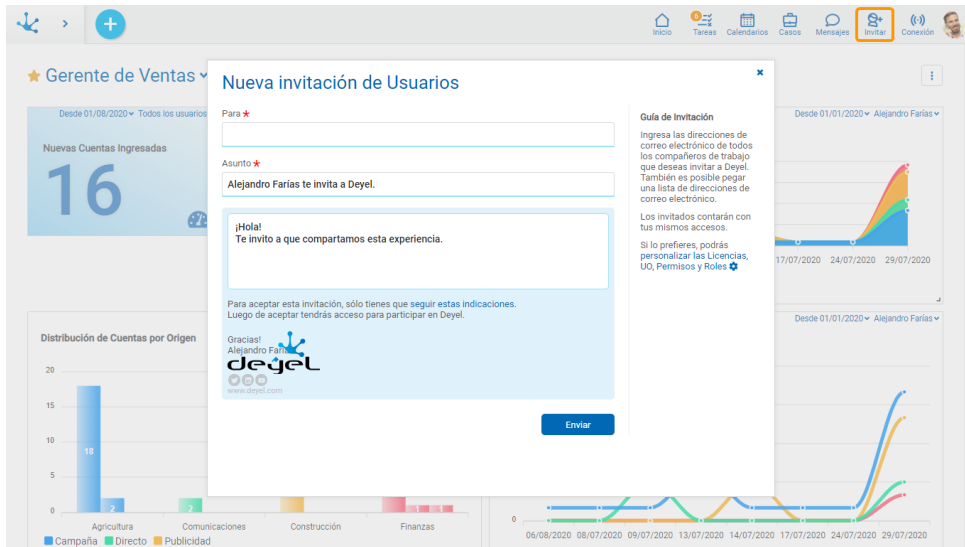 +
Inicio
6
Tareas
Calendarios
Casos
Mensajes
Invitar
Conexión
Gerente de Ventas
Desde 01/08/2020 Todos los usuarios
Nuevas Cuentas Ingresadas
16
Nueva invitación de Usuarios
Para *
Asunto *
Alejandro Farías te invita a Deyel.
¡Hola!
Te invito a que compartamos esta experiencia.
Para aceptar esta invitación, sólo tienes que seguir estas indicaciones.
Luego de aceptar tendrás acceso para participar en Deyel.
Gracias!
Alejandro Farías
deyel
www.deyel.com
Enviar
Guía de Invitación
Ingresa las direcciones de
correo electrónico de todos
los compañeros de trabajo
que deseas invitar a Deyel.
También es posible pegar
una lista de direcciones de
correo electrónico.
Los invitados contarán con
tus mismos accesos.
Si lo prefieres, podrás
personalizar las Licencias,
UO, Permisos y Roles
Desde 01/01/2020 Alejandro Farías
17/07/2020 24/07/2020 29/07/2020
Distribución de Cuentas por Origen
20
15
10
5
0
18
2
2
Agricultura Comunicaciones Construcción Finanzas
Campaña Directo Publicidad
Desde 01/01/2020 Alejandro Farías
0
06/08/2020 08/07/2020 09/07/2020 13/07/2020 14/07/2020 17/07/2020 24/07/2020 29/07/2020